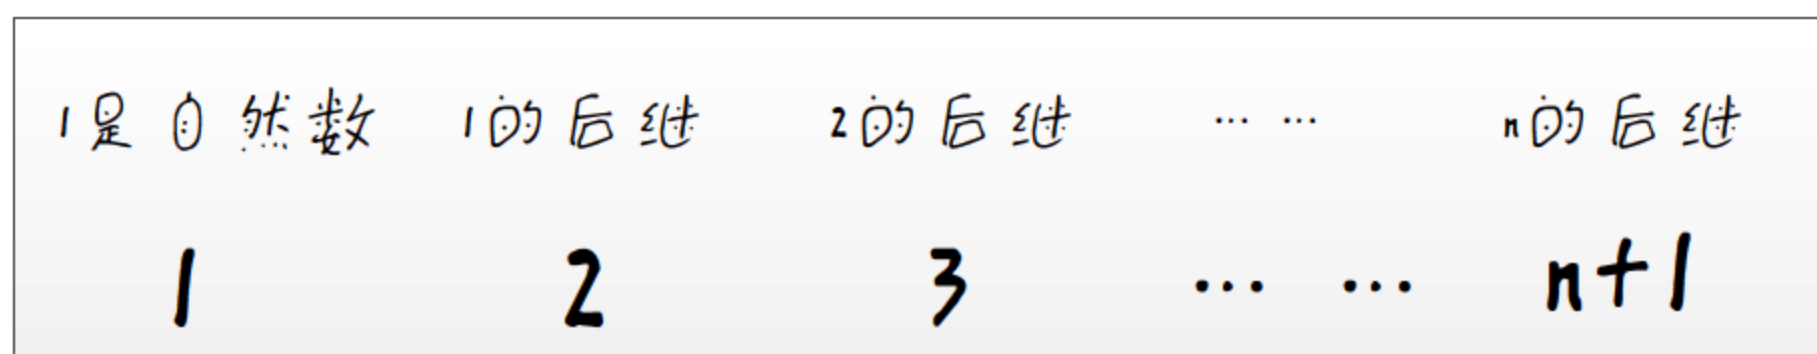 1是自然数 1的后继 2的后继 …… n的后继
1 2 3 …… n+1